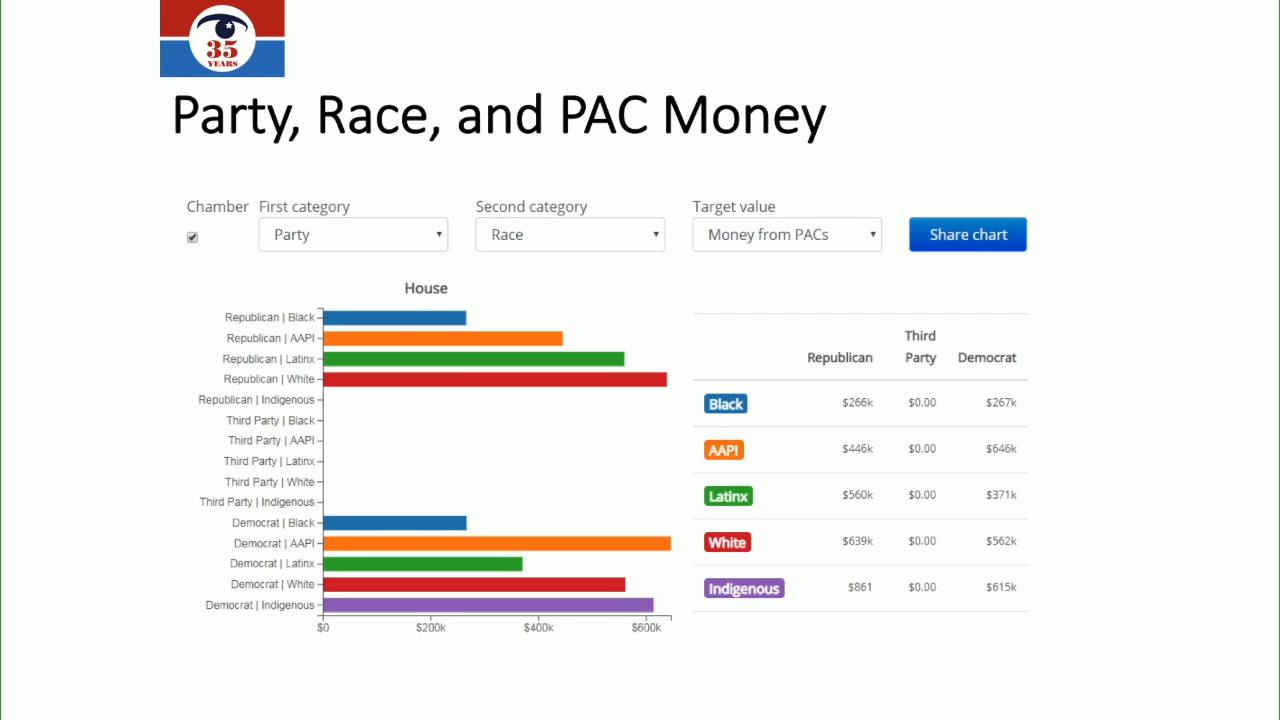 35
YEARS
Party, Race, and PAC Money
Chamber First category Second category Target value
Party Race Money from PACs Share chart
House
Republican | Black
Republican | AAPI
Republican | Latinx
Republican | White
Republican | Indigenous
Third Party | Black
Third Party | AAPI
Third Party | Latinx
Third Party | White
Third Party | Indigenous
Democrat | Black
Democrat | AAPI
Democrat | Latinx
Democrat | White
Democrat | Indigenous
$0 $200k $400k $600k
Third
Republican Party Democrat
Black $266k $0.00 $267k
AAPI $446k $0.00 $646k
Latinx $560k $0.00 $371k
White $639k $0.00 $562k
Indigenous $861 $0.00 $615k